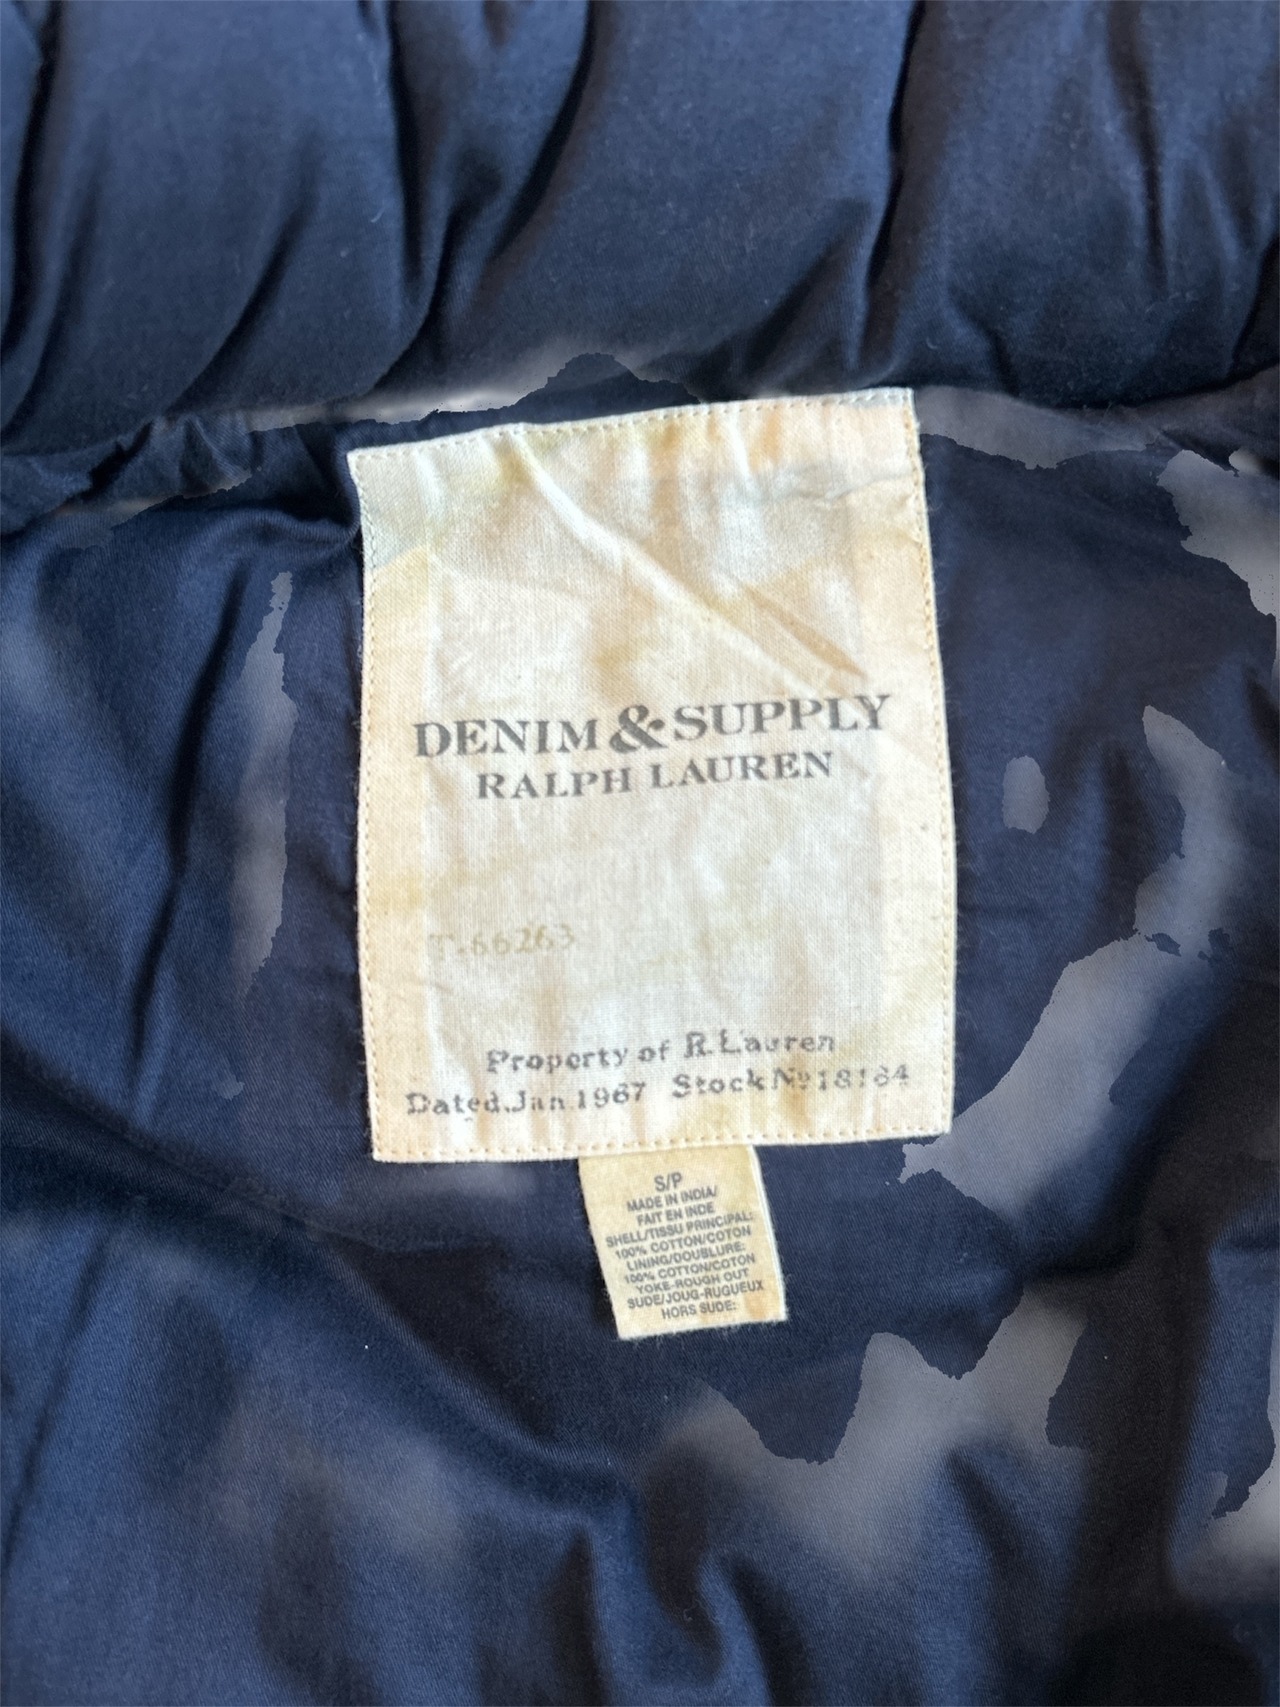 DENIM & SUPPLY
RALPH LAUREN
T-66263
Property of R. Lauren
Dated. Jan. 1967 Stock No 18164
S/P
MADE IN INDIA/
FAIT EN INDE
SHELL/TISSU PRINCIPAL:
100% COTTON/COTON
LINING/DOUBLURE:
100% COTTON/COTON
YOKE-ROUGH OUT
SUDE/JOUG-RUGUEUX
HORS SUDE: